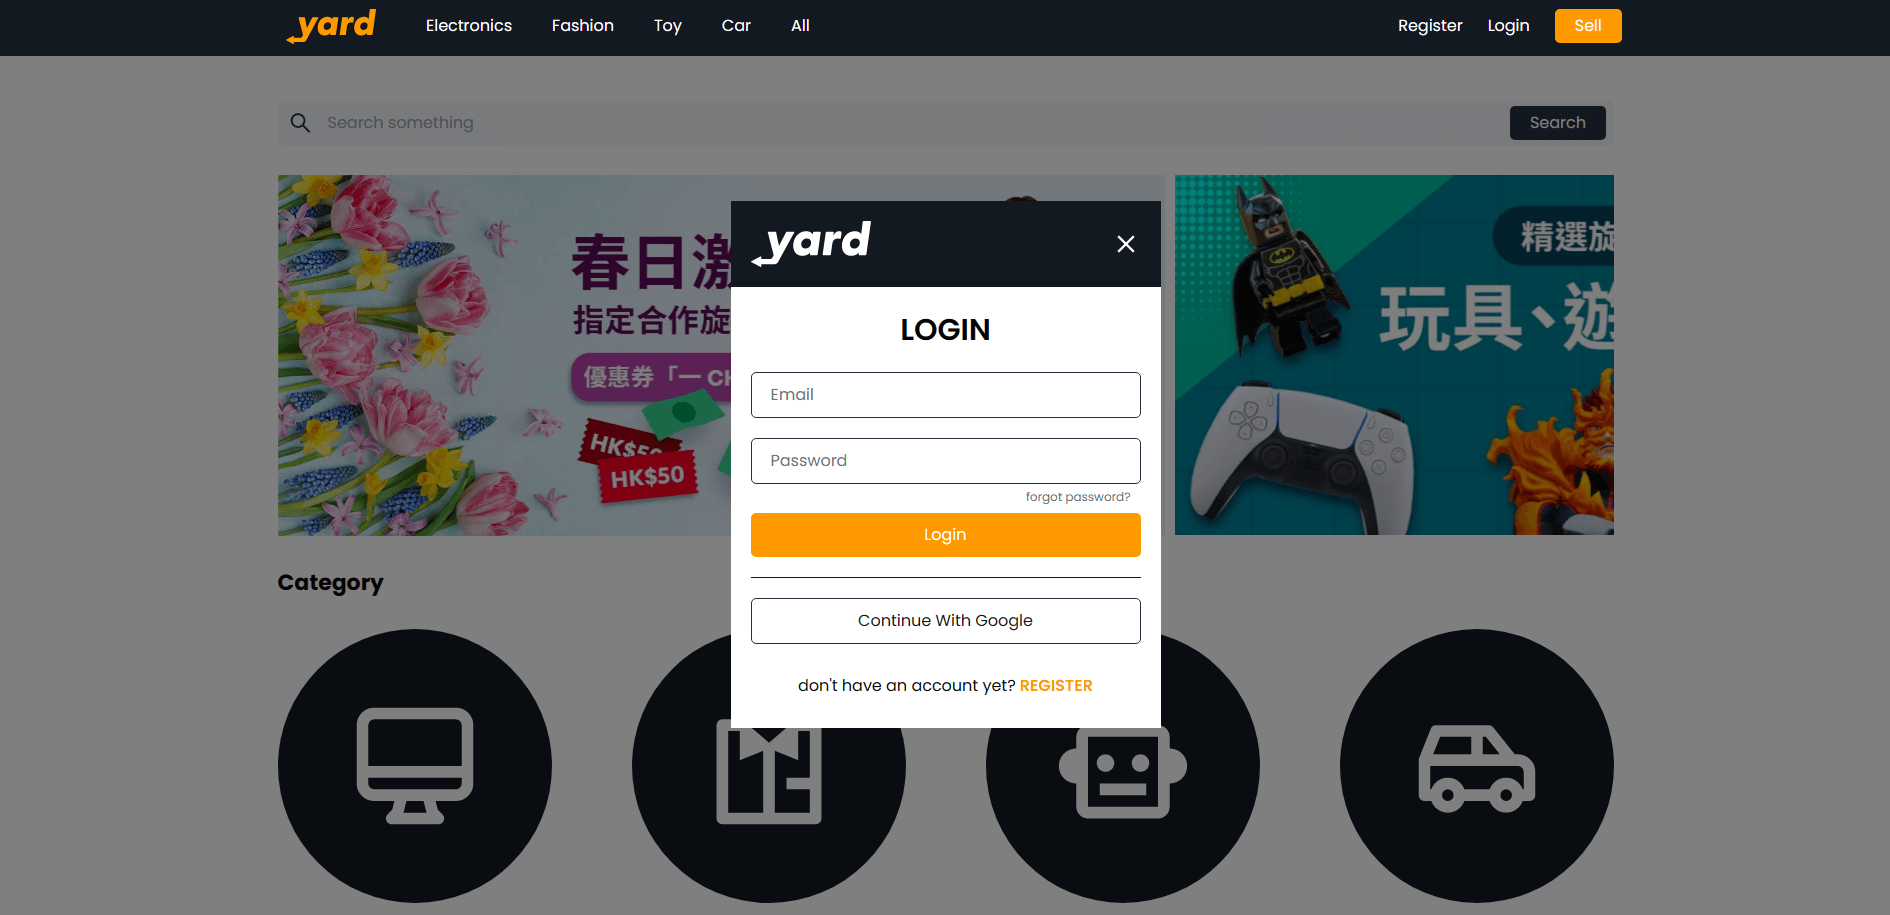 yard
Electronics
Fashion
Toy
Car
All
Register
Login
Sell
Search something
Search
春日激
指定合作旋
優惠券「一 CH
HK$50
HK$50
精選旋
玩具、遊
yard
LOGIN
Email
Password
forgot password?
Login
Continue With Google
don't have an account yet? REGISTER
Category